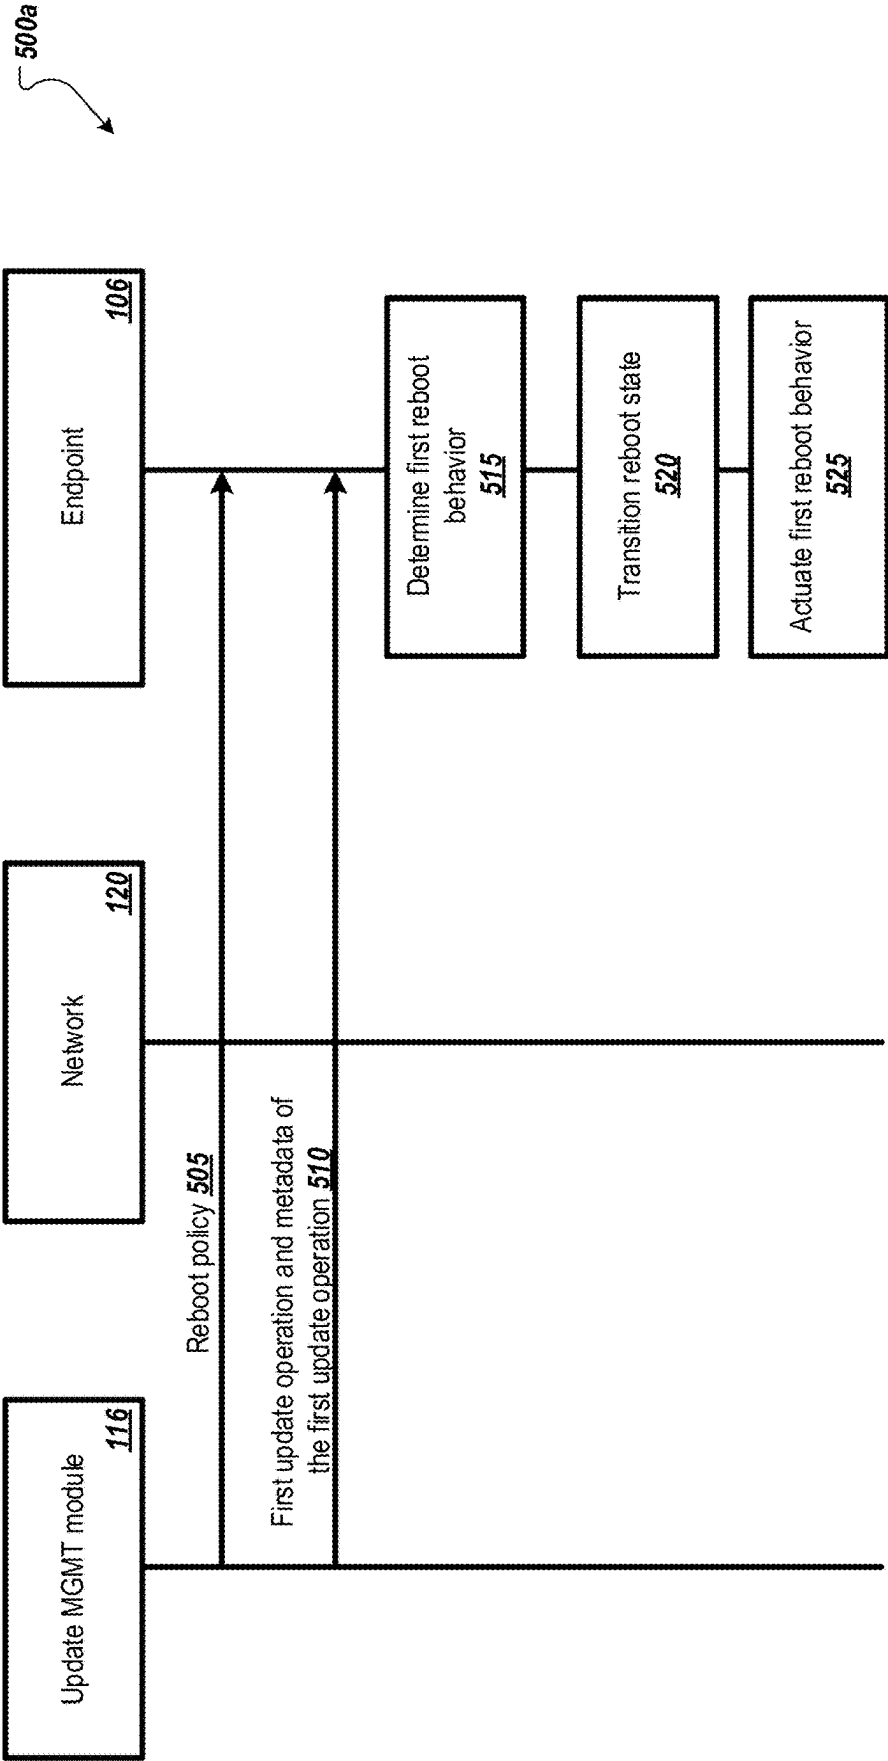 500a
Update MGMT module
116
Network
120
Endpoint
106
Reboot policy 505
First update operation and metadata of
the first update operation 510
Determine first reboot
behavior
515
Transition reboot state
520
Actuate first reboot behavior
525